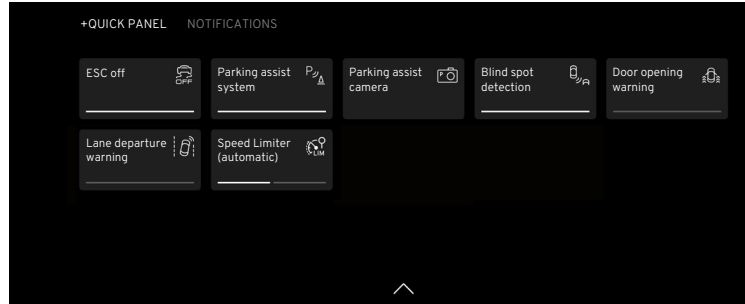 +QUICK PANEL NOTIFICATIONS
ESC off
OFF
Parking assist
system
P
Parking assist
camera
P
Blind spot
detection
Door opening
warning
Lane departure
warning
Speed Limiter
(automatic)
LIM